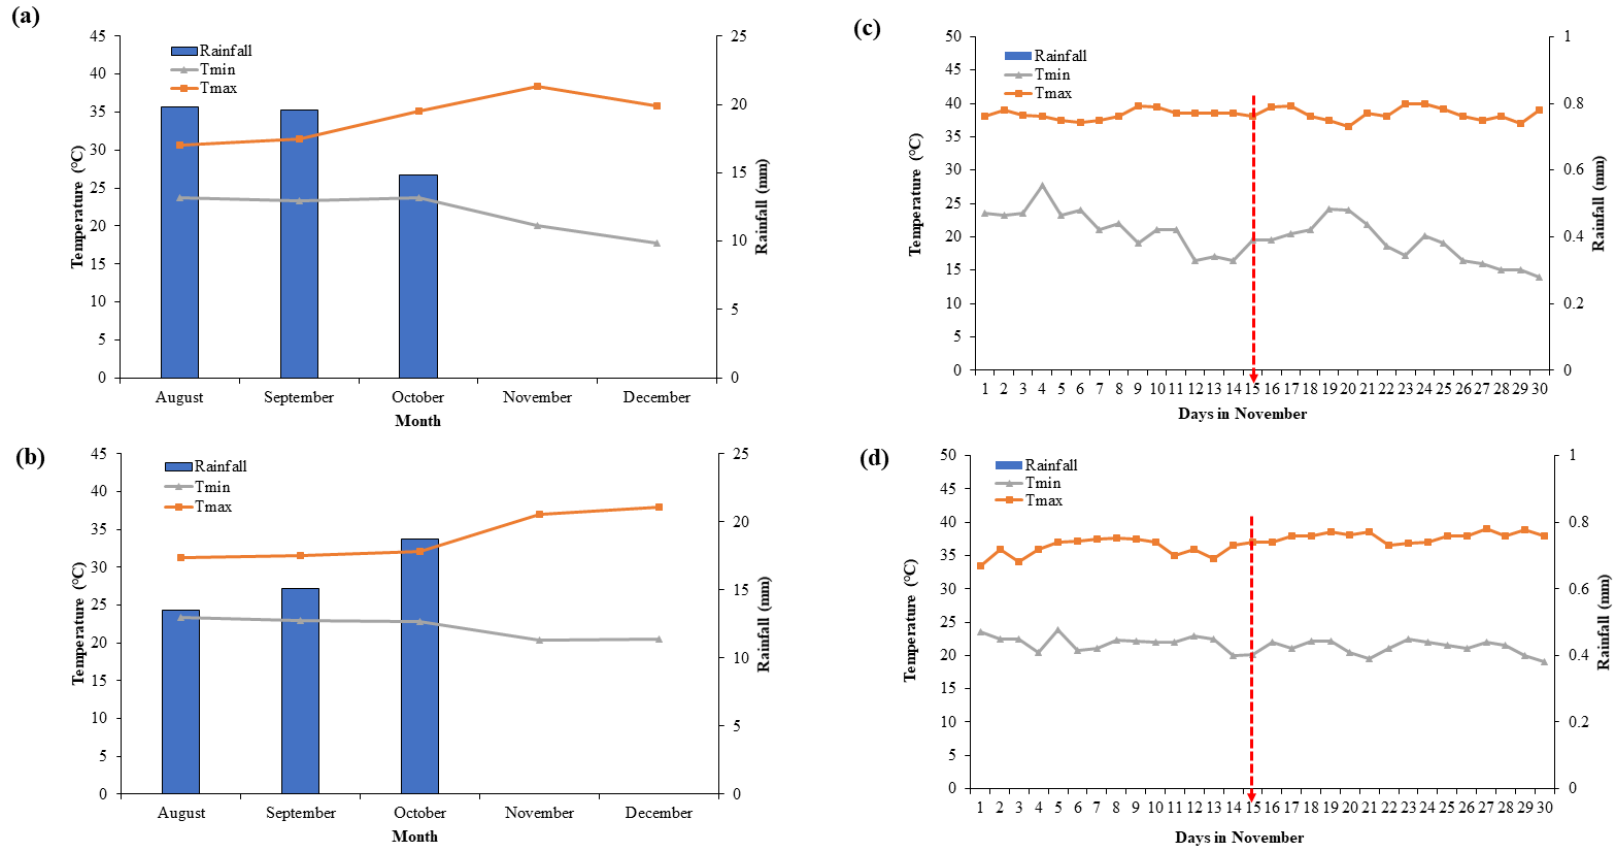 (a)
45
40
35
30
25
20
15
10
5
0
Temperature (°C)
Rainfall
Tmin
Tmax
25
20
15
10
5
0
Rainfall (mm)
August September October November December
Month
(c)
50
45
40
35
30
25
20
15
10
5
0
Temperature (°C)
Rainfall
Tmin
Tmax
1
0.8
0.6
0.4
0.2
0
Rainfall (mm)
1 2 3 4 5 6 7 8 9 10 11 12 13 14 15 16 17 18 19 20 21 22 23 24 25 26 27 28 29 30
Days in November
(b)
45
40
35
30
25
20
15
10
5
0
Temperature (°C)
Rainfall
Tmin
Tmax
25
20
15
10
5
0
Rainfall (mm)
August September October November December
Month
(d)
50
45
40
35
30
25
20
15
10
5
0
Temperature (°C)
Rainfall
Tmin
Tmax
1
0.8
0.6
0.4
0.2
0
Rainfall (mm)
1 2 3 4 5 6 7 8 9 10 11 12 13 14 15 16 17 18 19 20 21 22 23 24 25 26 27 28 29 30
Days in November